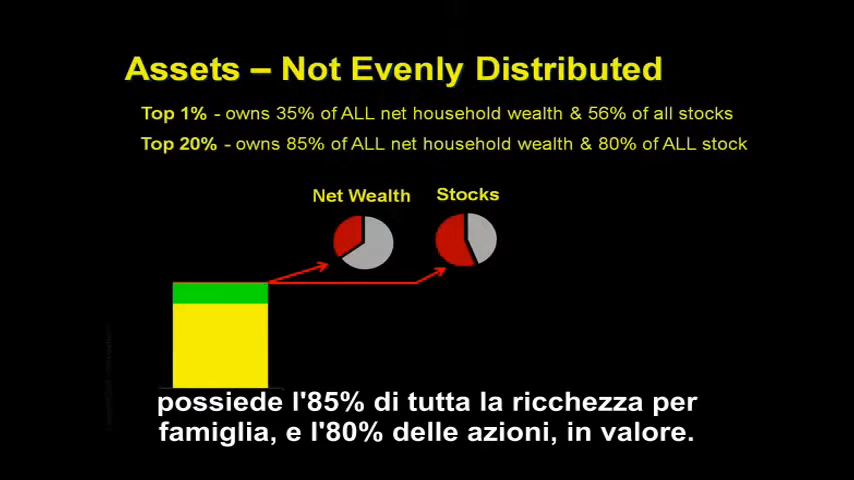 Assets – Not Evenly Distributed
Top 1% - owns 35% of ALL net household wealth & 56% of all stocks
Top 20% - owns 85% of ALL net household wealth & 80% of ALL stock
Net Wealth
Stocks
possiede l'85% di tutta la ricchezza per
famiglia, e l'80% delle azioni, in valore.